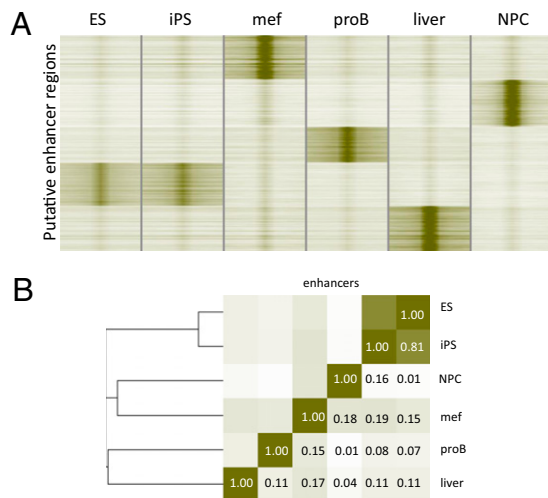 A
ES iPS mef proB liver NPC
Putative enhancer regions
B
enhancers
1.00 ES
1.00 0.81 iPS
1.00 0.16 0.01 NPC
1.00 0.18 0.19 0.15 mef
1.00 0.15 0.01 0.08 0.07 proB
1.00 0.11 0.17 0.04 0.11 0.11 liver